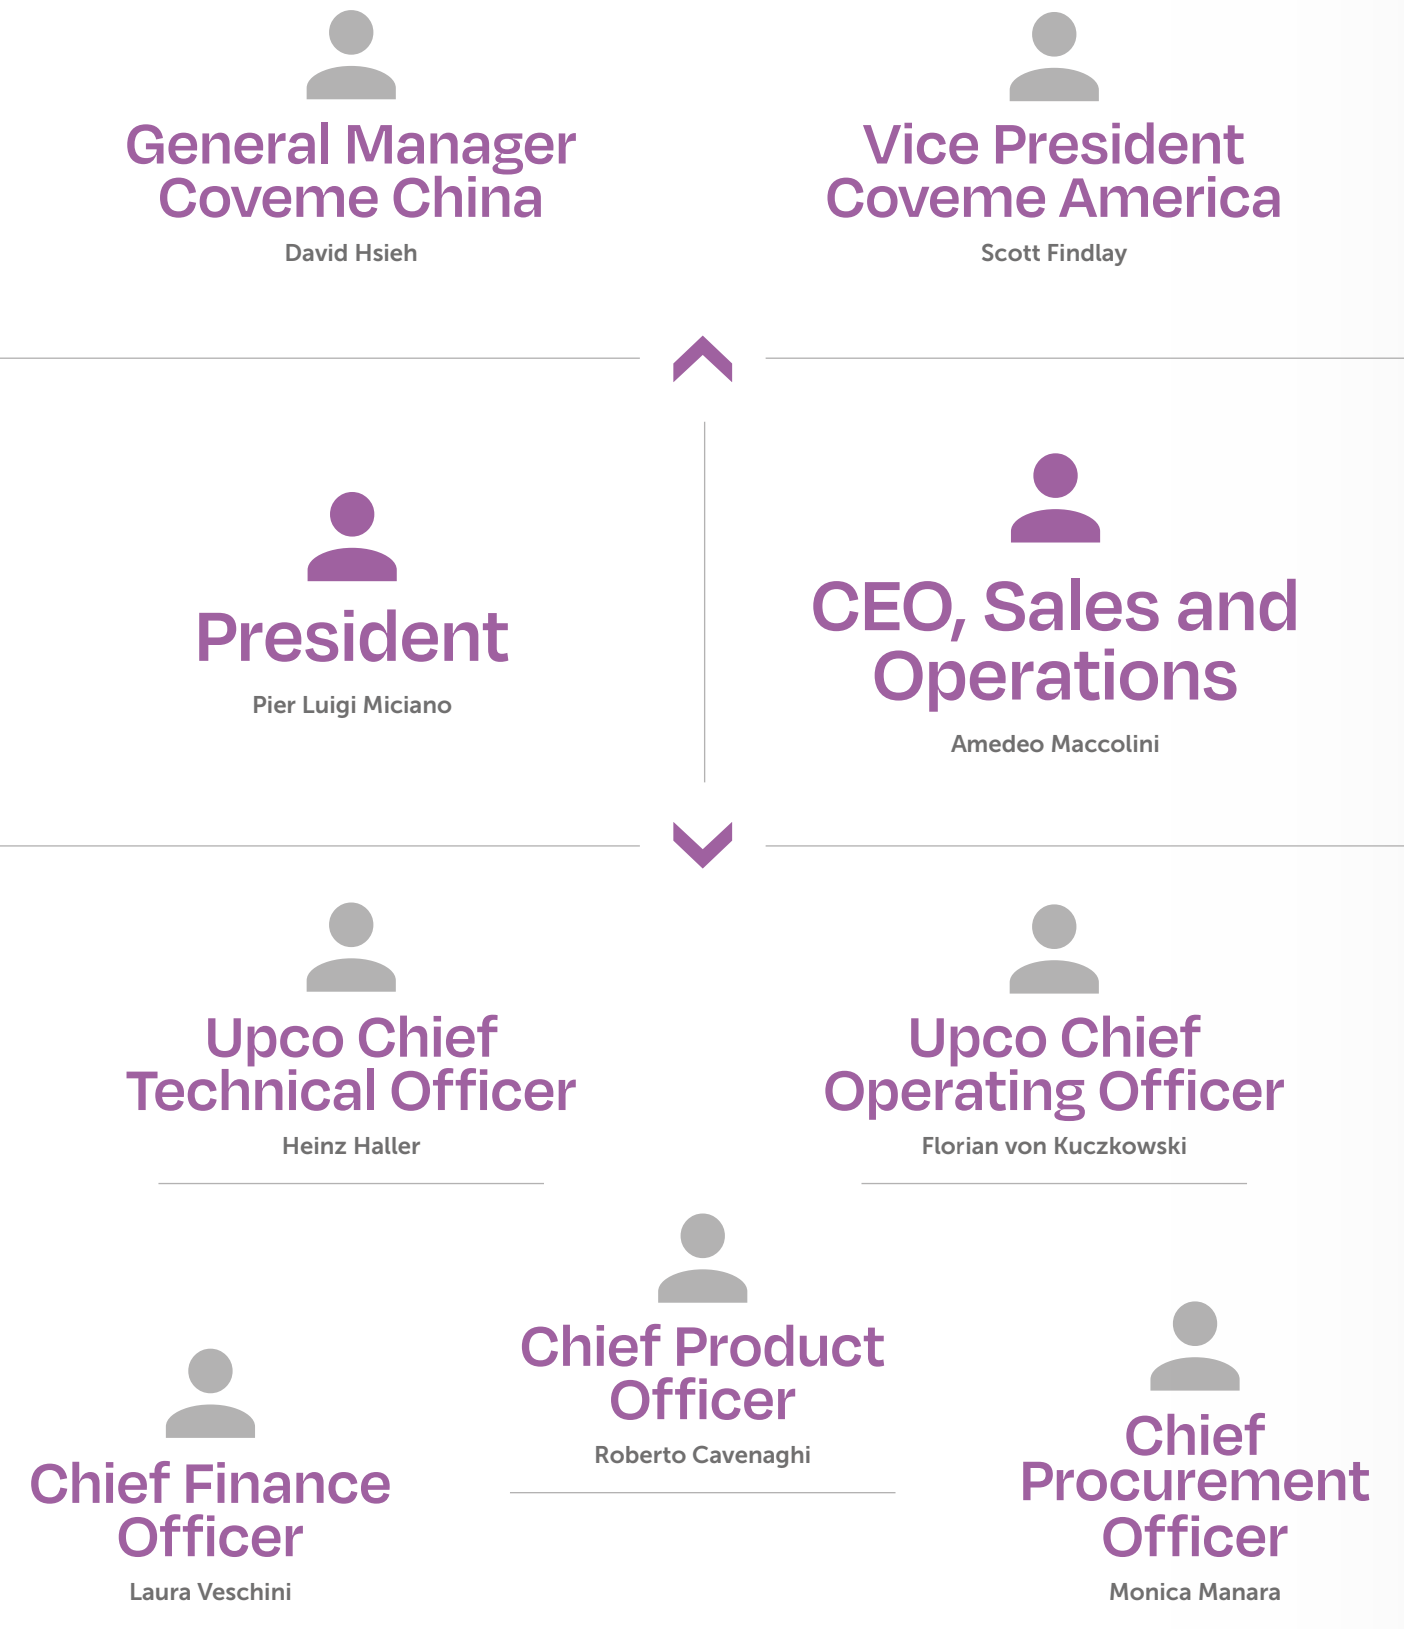 General Manager
Coveme China
David Hsieh
Vice President
Coveme America
Scott Findlay
President
Pier Luigi Miciano
CEO, Sales and
Operations
Amedeo Maccolini
Upco Chief
Technical Officer
Heinz Haller
Upco Chief
Operating Officer
Florian von Kuczkowski
Chief Finance
Officer
Laura Veschini
Chief Product
Officer
Roberto Cavenaghi
Chief
Procurement
Officer
Monica Manara